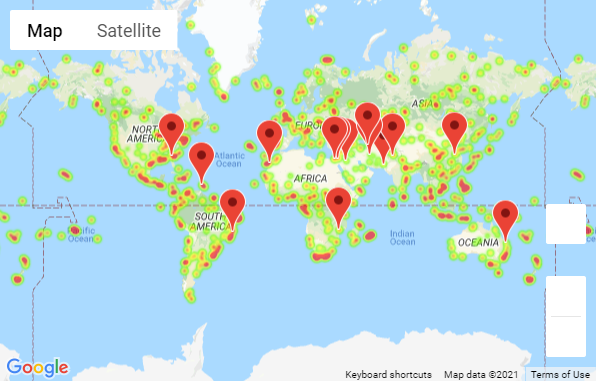 Map Satellite
ASIA
NORTH
AMERICA
EURO
Atlantic
Ocean
AFRICA
SOUTH
AMERICA
Pacific
Ocean
Indian
Ocean
OCEANIA
Google
Keyboard shortcuts Map data ©2021 Terms of Use